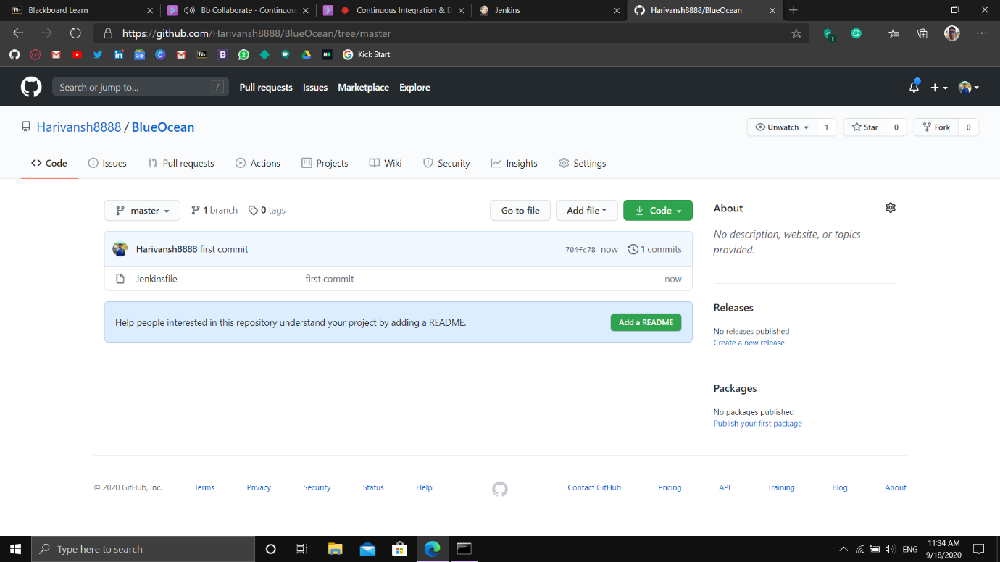 Blackboard Learn
Bb Collaborate - Continuou
Continuous Integration & D
Jenkins
Harivansh8888/BlueOcean
https://github.com/Harivansh8888/BlueOcean/tree/master
1
Kick Start
Search or jump to...
/
Pull requests
Issues
Marketplace
Explore
Harivansh8888 / BlueOcean
Unwatch
1
Star
0
Fork
0
Code
Issues
Pull requests
Actions
Projects
Wiki
Security
Insights
Settings
master
1 branch
0 tags
Go to file
Add file
Code
Harivansh8888 first commit
704fc78 now
1 commits
Jenkinsfile
first commit
now
Help people interested in this repository understand your project by adding a README.
Add a README
About
No description, website, or topics
provided.
Releases
No releases published
Create a new release
Packages
No packages published
Publish your first package
© 2020 GitHub, Inc.
Terms
Privacy
Security
Status
Help
Contact GitHub
Pricing
API
Training
Blog
About
Type here to search
ENG
11:34 AM
9/18/2020